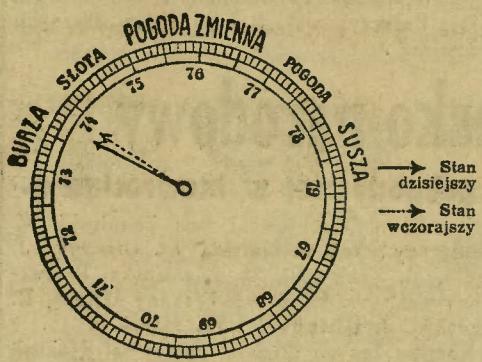 BURZA
SŁOTA
POGODA ZMIENNA
POGODA
SUSZA
73
74
75
76
77
78
79
67
68
69
70
71
72
Stan
dzisiejszy
Stan
wczorajszy